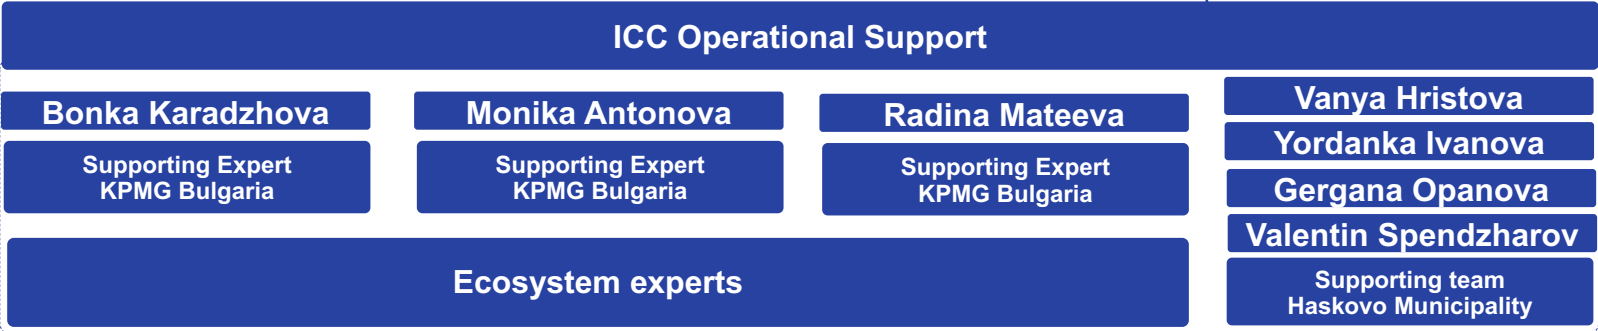 ICC Operational Support
Bonka Karadzhova
Supporting Expert
KPMG Bulgaria
Monika Antonova
Supporting Expert
KPMG Bulgaria
Radina Mateeva
Supporting Expert
KPMG Bulgaria
Ecosystem experts
Vanya Hristova
Yordanka Ivanova
Gergana Opanova
Valentin Spendzharov
Supporting team
Haskovo Municipality